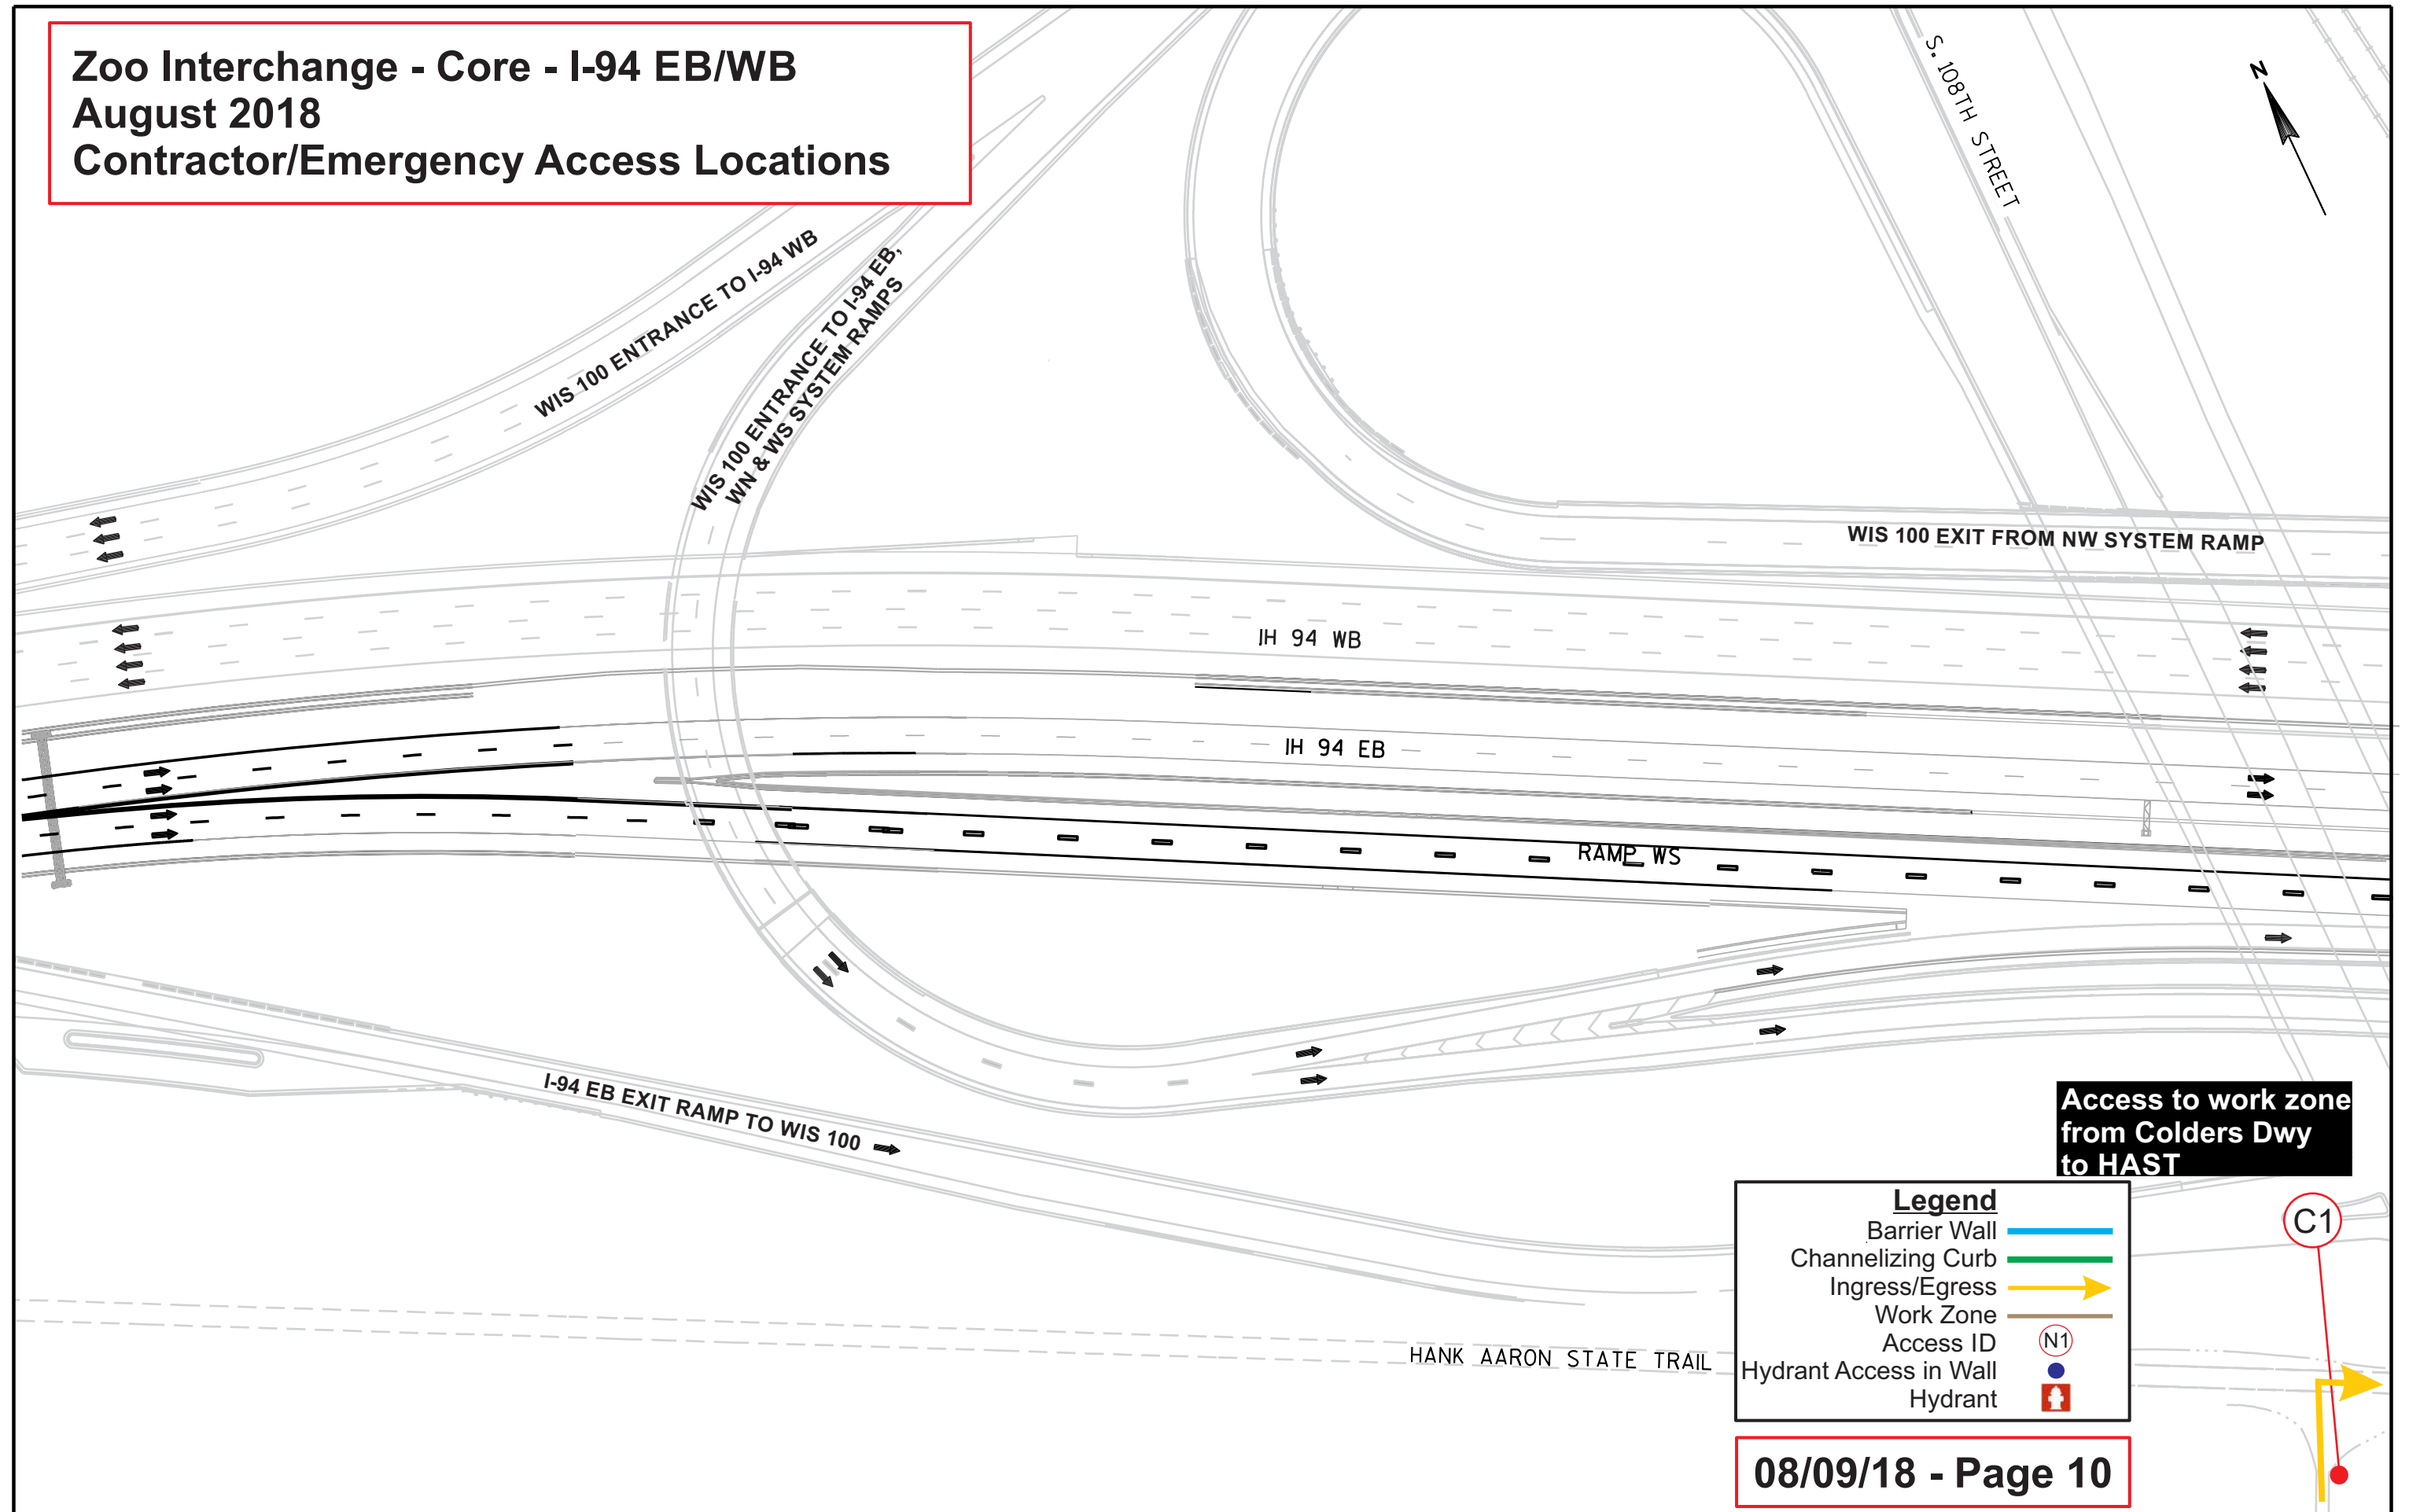 Zoo Interchange - Core - I-94 EB/WB
August 2018
Contractor/Emergency Access Locations
S. 108TH STREET
N
WIS 100 ENTRANCE TO I-94 WB
WIS 100 ENTRANCE TO I-94 EB,
WN & WS SYSTEM RAMPS
WIS 100 EXIT FROM NW SYSTEM RAMP
IH 94 WB
IH 94 EB
RAMP WS
I-94 EB EXIT RAMP TO WIS 100
Access to work zone
from Colders Dwy
to HAST
C1
Legend
Barrier Wall
Channelizing Curb
Ingress/Egress
Work Zone
Access ID N1
Hydrant Access in Wall
Hydrant
HANK AARON STATE TRAIL
08/09/18 - Page 10